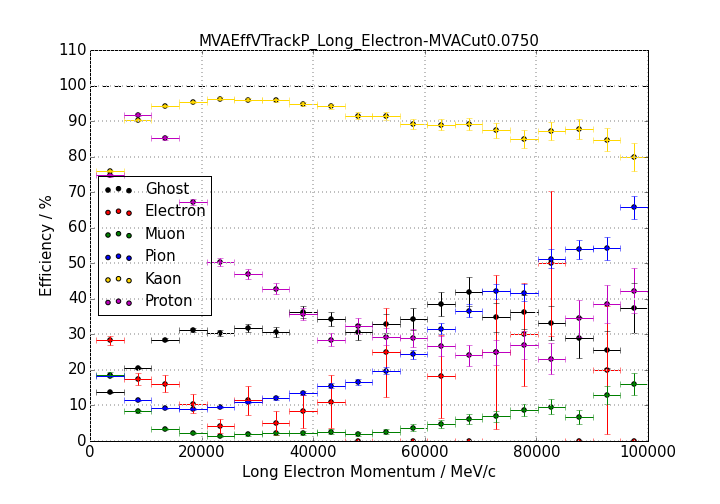 MVAEffVTrackP_Long_Electron-MVACut0.0750
110
100
90
80
70
60
50
40
30
20
10
0
Efficiency / %
Ghost
Electron
Muon
Pion
Kaon
Proton
0 20000 40000 60000 80000 100000
Long Electron Momentum / MeV/c